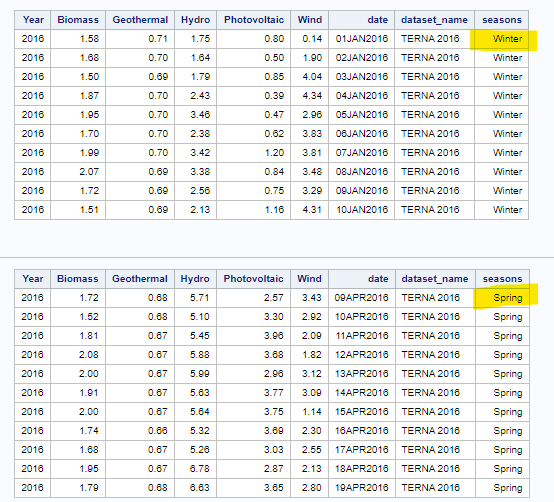 Year Biomass Geothermal Hydro Photovoltaic Wind date dataset_name seasons
2016 1.58 0.71 1.75 0.80 0.14 01JAN2016 TERNA 2016 Winter
2016 1.68 0.70 1.64 0.50 1.90 02JAN2016 TERNA 2016 Winter
2016 1.50 0.69 1.79 0.85 4.04 03JAN2016 TERNA 2016 Winter
2016 1.87 0.70 2.43 0.39 4.34 04JAN2016 TERNA 2016 Winter
2016 1.95 0.70 3.46 0.47 2.96 05JAN2016 TERNA 2016 Winter
2016 1.70 0.70 2.38 0.62 3.83 06JAN2016 TERNA 2016 Winter
2016 1.99 0.70 3.42 1.20 3.81 07JAN2016 TERNA 2016 Winter
2016 2.07 0.69 3.38 0.84 3.48 08JAN2016 TERNA 2016 Winter
2016 1.72 0.69 2.56 0.75 3.29 09JAN2016 TERNA 2016 Winter
2016 1.51 0.69 2.13 1.16 4.31 10JAN2016 TERNA 2016 Winter
Year Biomass Geothermal Hydro Photovoltaic Wind date dataset_name seasons
2016 1.72 0.68 5.71 2.57 3.43 09APR2016 TERNA 2016 Spring
2016 1.52 0.68 5.10 3.30 2.92 10APR2016 TERNA 2016 Spring
2016 1.81 0.67 5.45 3.96 2.09 11APR2016 TERNA 2016 Spring
2016 2.08 0.67 5.88 3.68 1.82 12APR2016 TERNA 2016 Spring
2016 2.00 0.67 5.99 2.96 3.12 13APR2016 TERNA 2016 Spring
2016 1.91 0.67 5.63 3.77 3.09 14APR2016 TERNA 2016 Spring
2016 2.00 0.67 5.64 3.75 1.14 15APR2016 TERNA 2016 Spring
2016 1.74 0.66 5.32 3.69 2.30 16APR2016 TERNA 2016 Spring
2016 1.68 0.67 5.26 3.03 2.55 17APR2016 TERNA 2016 Spring
2016 1.95 0.67 6.78 2.87 2.13 18APR2016 TERNA 2016 Spring
2016 1.79 0.68 6.63 3.65 2.80 19APR2016 TERNA 2016 Spring